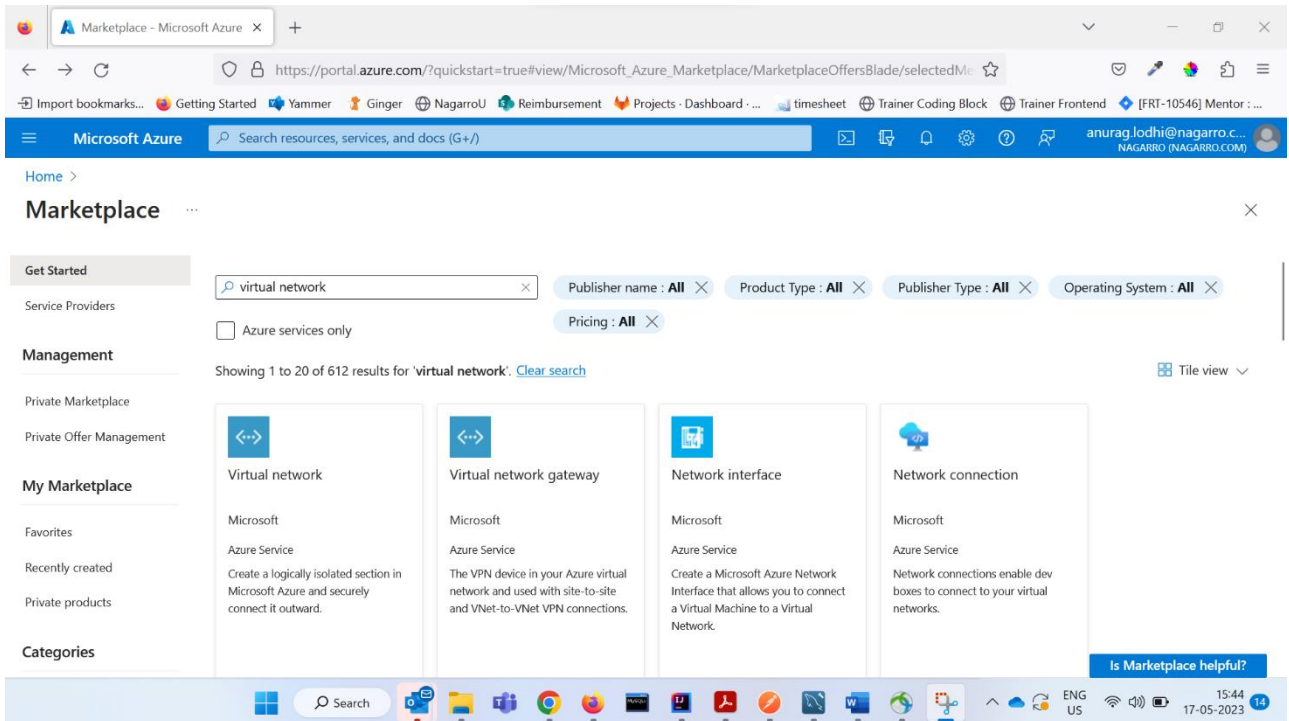 Marketplace - Microsoft Azure
https://portal.azure.com/?quickstart=true#view/Microsoft_Azure_Marketplace/MarketplaceOffersBlade/selectedMe
Import bookmarks... Getting Started Yammer Ginger NagarroU Reimbursement Projects · Dashboard · ... timesheet Trainer Coding Block Trainer Frontend [FRT-10546] Mentor : ...
Microsoft Azure Search resources, services, and docs (G+/) anurag.lodhi@nagarro.c...
NAGARRO (NAGARRO.COM)
Home >
Marketplace ...
Get Started
Service Providers
Management
Private Marketplace
Private Offer Management
My Marketplace
Favorites
Recently created
Private products
Categories
virtual network
Publisher name : All Product Type : All Publisher Type : All Operating System : All
Pricing : All
Azure services only
Showing 1 to 20 of 612 results for 'virtual network'. Clear search
Tile view
Virtual network
Microsoft
Azure Service
Create a logically isolated section in
Microsoft Azure and securely
connect it outward.
Virtual network gateway
Microsoft
Azure Service
The VPN device in your Azure virtual
network and used with site-to-site
and VNet-to-VNet VPN connections.
Network interface
Microsoft
Azure Service
Create a Microsoft Azure Network
Interface that allows you to connect
a Virtual Machine to a Virtual
Network.
Network connection
Microsoft
Azure Service
Network connections enable dev
boxes to connect to your virtual
networks.
Is Marketplace helpful?
Search
ENG
US
15:44
17-05-2023
14